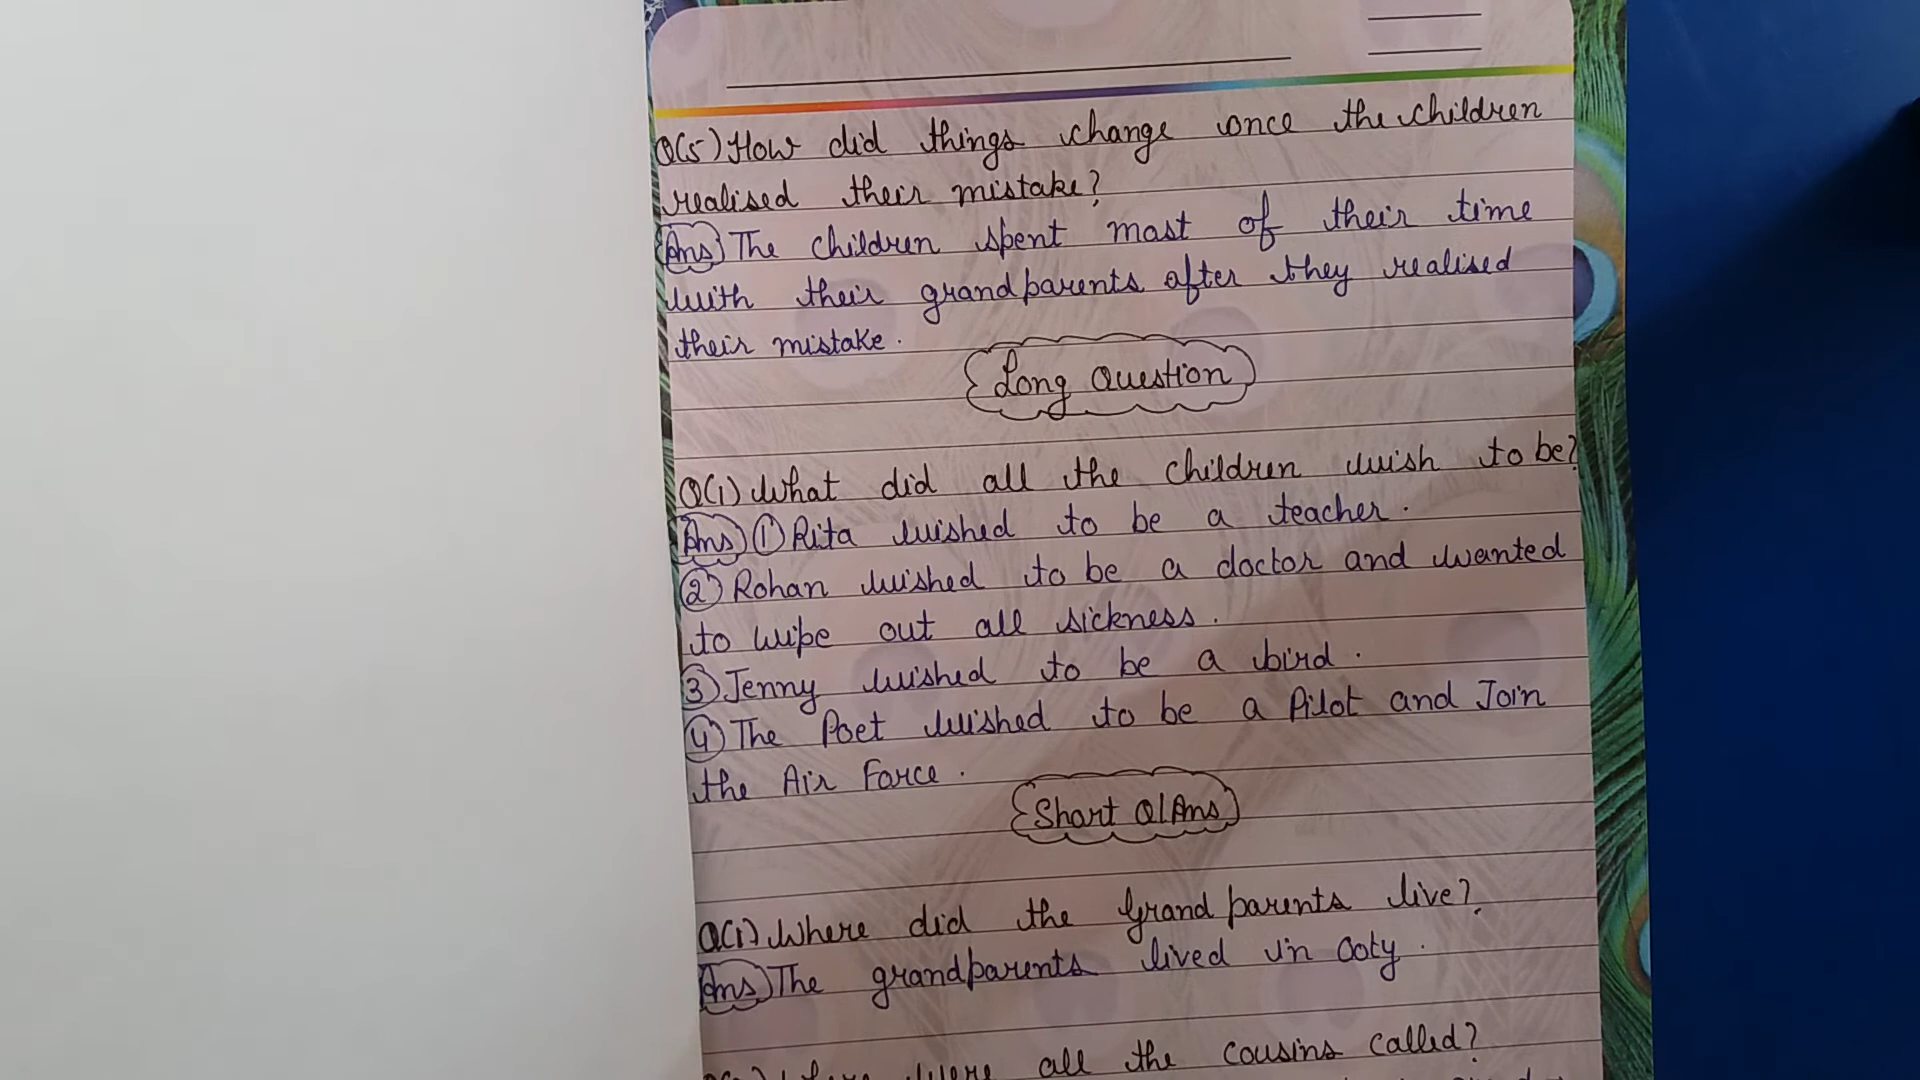 Q(5) How did things change once the children
realised their mistake?
Ans) The children spent most of their time
with their grandparents after they realised
their mistake.
Long Question
Q(1) What did all the children wish to be?
Ans) ① Rita wished to be a teacher.
② Rohan wished to be a doctor and wanted
to wipe out all sickness.
③ Jenny wished to be a bird.
④ The Poet wished to be a Pilot and Join
the Air Force.
Short Q/Ans
Q(1) Where did the Grandparents live?
Ans) The grandparents lived in Ooty.
were all the cousins called?